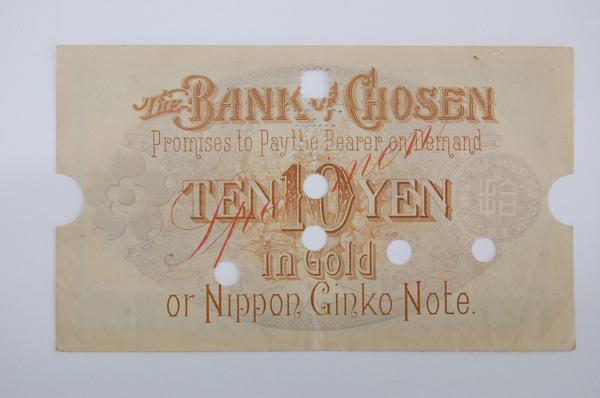 The BANK of CHOSEN
Promises to Pay the Bearer on Demand
TEN 10 YEN
Specimen
in Gold
or Nippon Ginko Note.